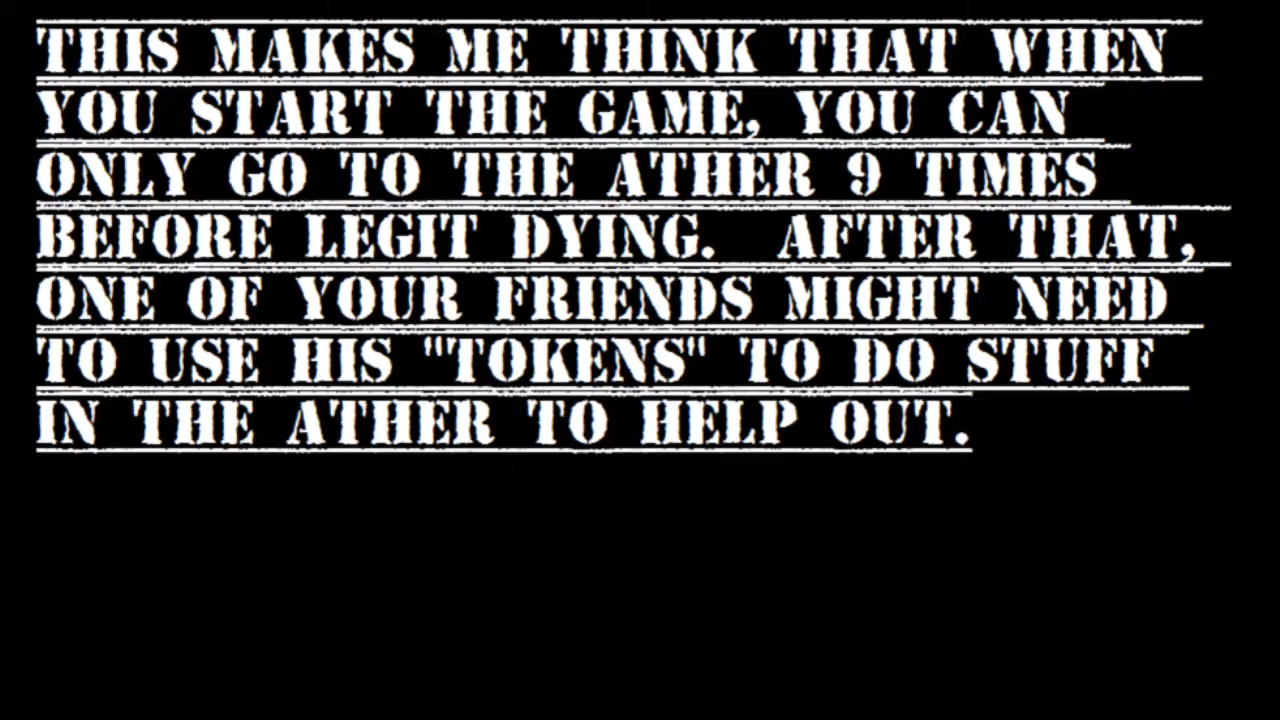 THIS MAKES ME THINK THAT WHEN
YOU START THE GAME, YOU CAN
ONLY GO TO THE ATHER 9 TIMES
BEFORE LEGIT DYING.  AFTER THAT,
ONE OF YOUR FRIENDS MIGHT NEED
TO USE HIS "TOKENS" TO DO STUFF
IN THE ATHER TO HELP OUT.